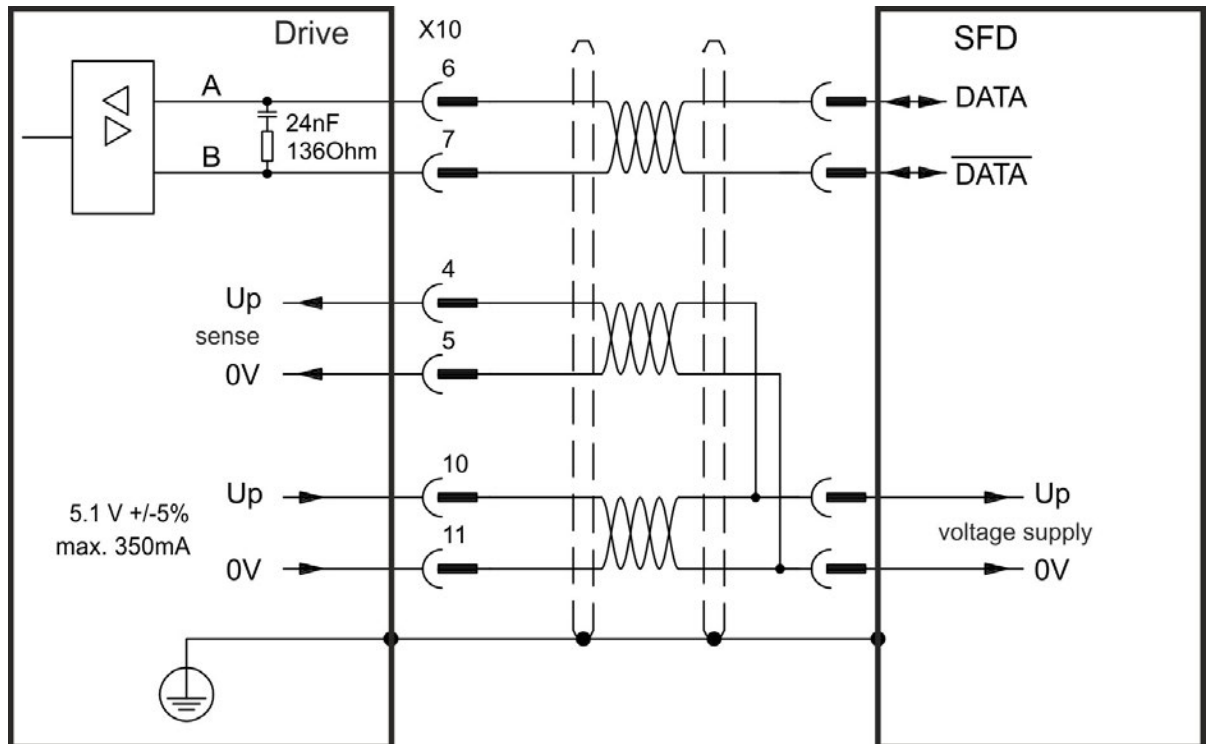 Drive
X10
SFD
6
A
DATA
24nF
136Ohm
7
B
D̅A̅T̅A̅
4
Up
sense
5
0V
10
Up
Up
5.1 V +/-5%
max. 350mA
voltage supply
11
0V
0V